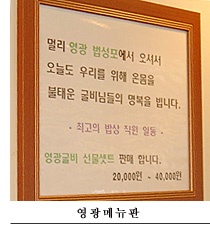 멀리 영광 법성포에서 오셔서
오늘도 우리를 위해 온몸을
불태운 굴비님들의 명복을 빕니다.
- 최고의 밥상 직원 일동 -
영광굴비 선물셋트 판매 합니다.
20,000원 ~ 40,000원
영광메뉴판